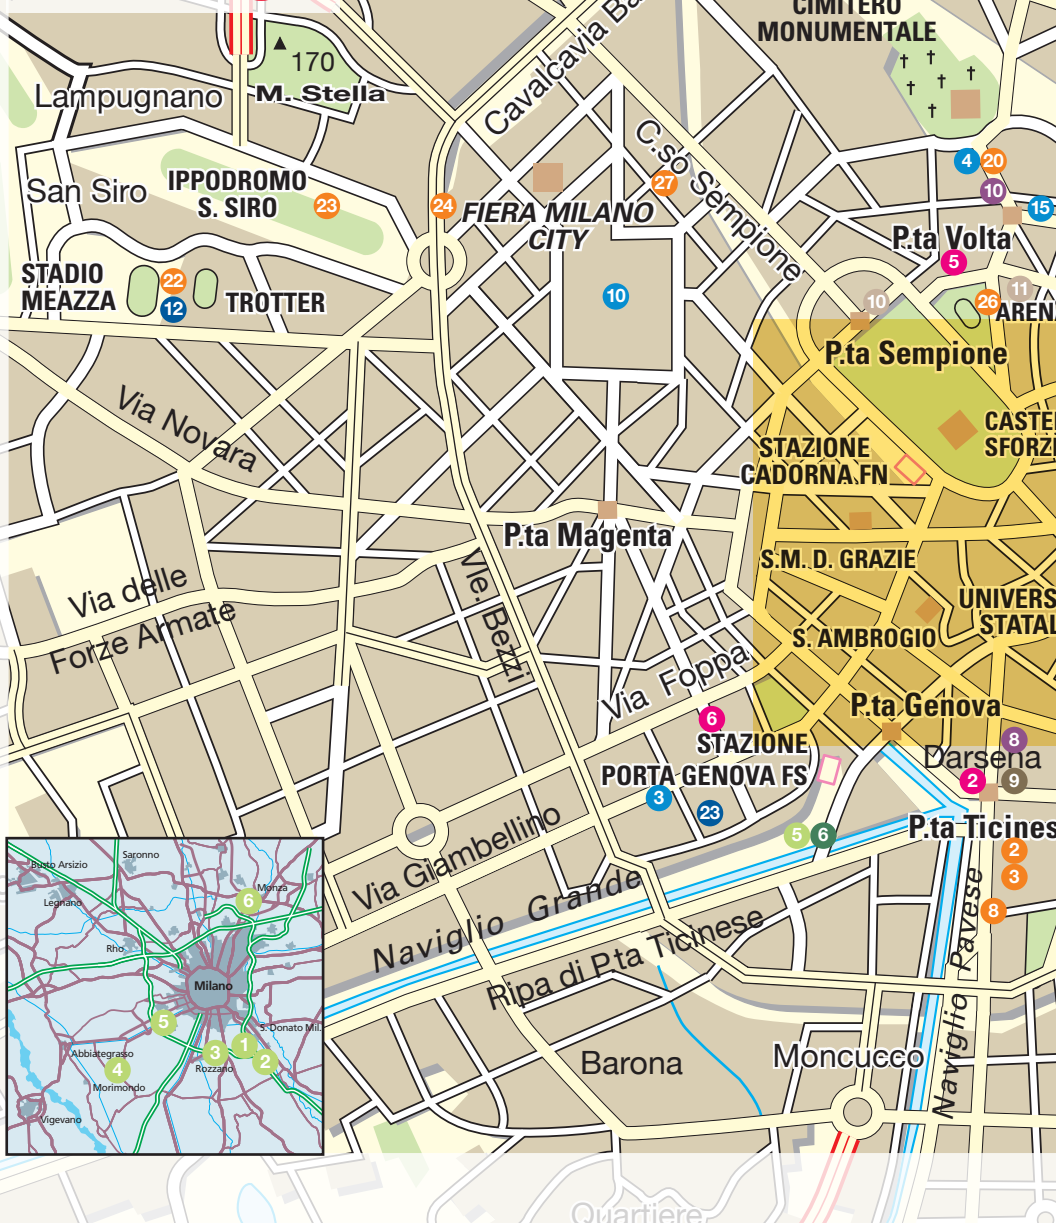 CIMITERO
MONUMENTALE
170
M. Stella
Lampugnano
Cavalcavia Ba
C.so Sempione
4
20
10
15
San Siro
IPPODROMO
S. SIRO
23
24
27
FIERA MILANO
CITY
P.ta Volta
5
STADIO
MEAZZA
22
12
TROTTER
10
10
11
26
ARENA
P.ta Sempione
Via Novara
CASTE
SFORZ
STAZIONE
CADORNA FN
P.ta Magenta
S.M. D. GRAZIE
Via delle
Forze Armate
Vle. Bezzi
UNIVERS
STATAL
S. AMBROGIO
Via Foppa
P.ta Genova
6
STAZIONE
PORTA GENOVA FS
8
Darsena
2
9
3
23
5
6
P.ta Ticines
2
3
8
Via Giambellino
Naviglio Grande
Ripa di P.ta Ticinese
Naviglio Pavese
Barona
Moncucco
Quartiere
Busto Arsizio
Saronno
Legnano
Monza
6
Rho
Milano
5
S. Donato Mil.
Abbiategrasso
4
3
1
2
Rozzano
Morimondo
Vigevano